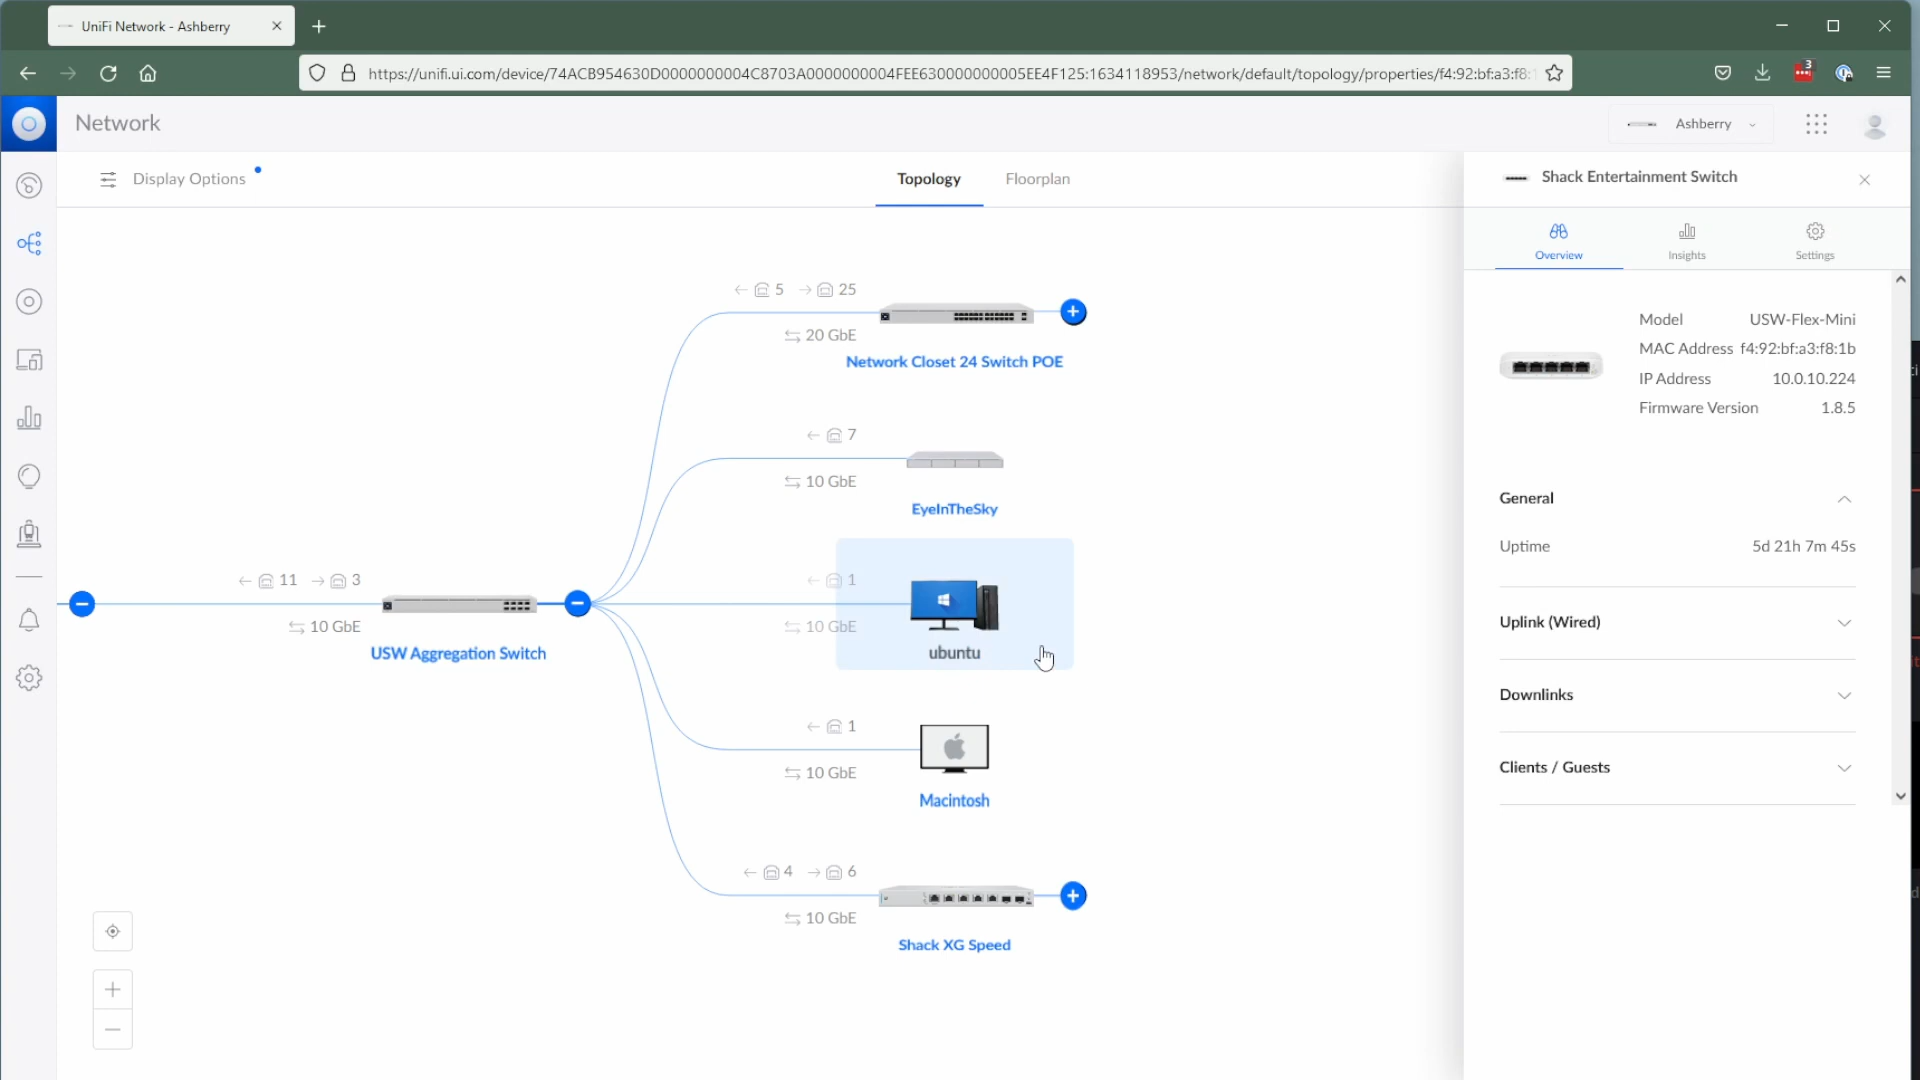 UniFi Network - Ashberry
https://unifi.ui.com/device/74ACB954630D0000000004C8703A0000000004FEE630000000005EE4F125:1634118953/network/default/topology/properties/f4:92:bf:a3:f8:
3
Network
Ashberry
Display Options
Topology
Floorplan
Shack Entertainment Switch
Overview
Insights
Settings
5 25
20 GbE
Network Closet 24 Switch POE
7
10 GbE
EyeInTheSky
11 3
10 GbE
USW Aggregation Switch
1
10 GbE
ubuntu
1
10 GbE
Macintosh
4 6
10 GbE
Shack XG Speed
Model USW-Flex-Mini
MAC Address f4:92:bf:a3:f8:1b
IP Address 10.0.10.224
Firmware Version 1.8.5
General
Uptime 5d 21h 7m 45s
Uplink (Wired)
Downlinks
Clients / Guests